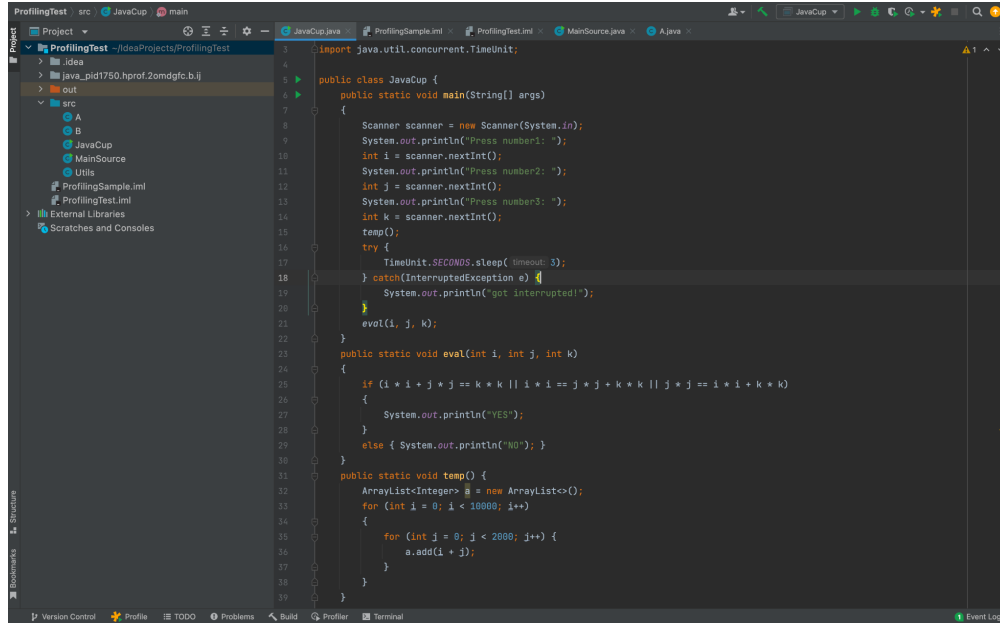 ProfilingTest 〉 src 〉 JavaCup 〉 main
JavaCup
Project
Project
JavaCup.java × ProfilingSample.iml × ProfilingTest.iml × MainSource.java × A.java ×
ProfilingTest ~/IdeaProjects/ProfilingTest
.idea
java_pid1750.hprof.2omdgfc.b.ij
out
src
A
B
JavaCup
MainSource
Utils
ProfilingSample.iml
ProfilingTest.iml
External Libraries
Scratches and Consoles
1
3 import java.util.concurrent.TimeUnit;
4
5 public class JavaCup {
6 public static void main(String[] args)
7 {
8 Scanner scanner = new Scanner(System.in);
9 System.out.println("Press number1: ");
10 int i = scanner.nextInt();
11 System.out.println("Press number2: ");
12 int j = scanner.nextInt();
13 System.out.println("Press number3: ");
14 int k = scanner.nextInt();
15 temp();
16 try {
17 TimeUnit.SECONDS.sleep( timeout: 3);
18 } catch(InterruptedException e) {
19 System.out.println("got interrupted!");
20 }
21 eval(i, j, k);
22 }
23 public static void eval(int i, int j, int k)
24 {
25 if (i * i + j * j == k * k || i * i == j * j + k * k || j * j == i * i + k * k)
26 {
27 System.out.println("YES");
28 }
29 else { System.out.println("NO"); }
30 }
31 public static void temp() {
32 ArrayList<Integer> a = new ArrayList<>();
33 for (int i = 0; i < 10000; i++)
34 {
35 for (int j = 0; j < 2000; j++) {
36 a.add(i + j);
37 }
38 }
39 }
Structure
Bookmarks
Version Control Profile TODO Problems Build Profiler Terminal
1 Event Log